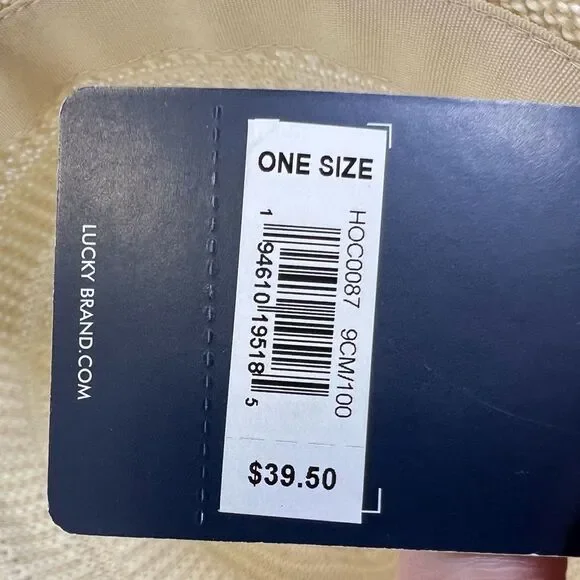 LUCKY BRAND.COM
ONE SIZE
HOC0087 9CM/100
1 94610 19518 5
$39.50